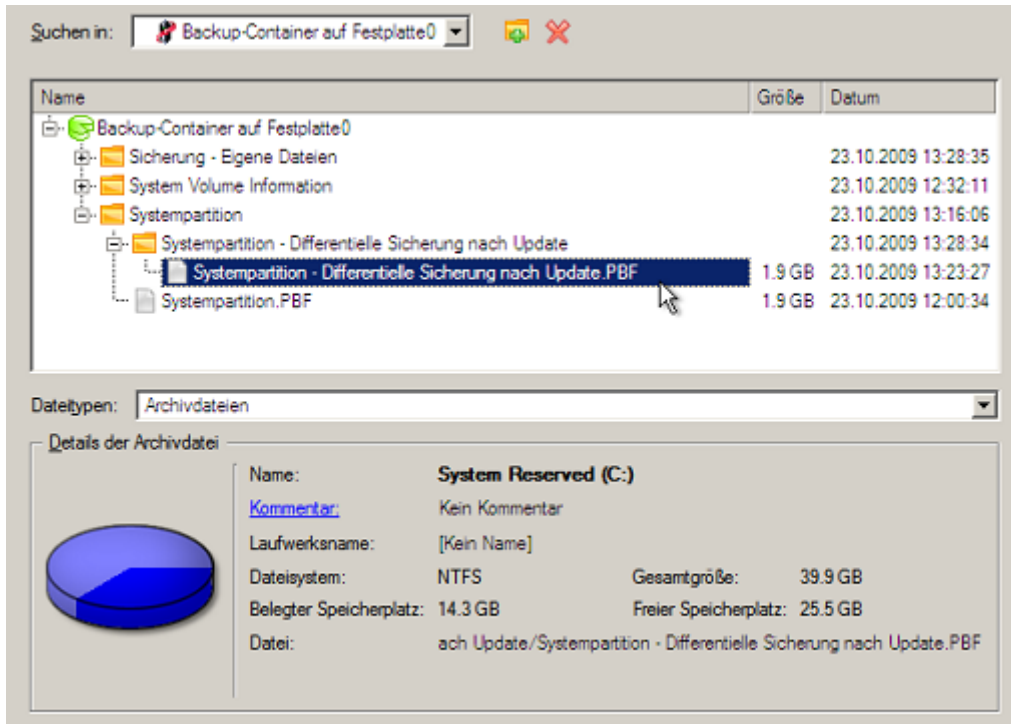 Suchen in: Backup-Container auf Festplatte0
Name Größe Datum
Backup-Container auf Festplatte0
Sicherung - Eigene Dateien 23.10.2009 13:28:35
System Volume Information 23.10.2009 12:32:11
Systempartition 23.10.2009 13:16:06
Systempartition - Differentielle Sicherung nach Update 23.10.2009 13:28:34
Systempartition - Differentielle Sicherung nach Update.PBF 1.9 GB 23.10.2009 13:23:27
Systempartition.PBF 1.9 GB 23.10.2009 12:00:34
Dateitypen: Archivdateien
Details der Archivdatei
Name: System Reserved (C:)
Kommentar: Kein Kommentar
Laufwerksname: [Kein Name]
Dateisystem: NTFS Gesamtgröße: 39.9 GB
Belegter Speicherplatz: 14.3 GB Freier Speicherplatz: 25.5 GB
Datei: ach Update/Systempartition - Differentielle Sicherung nach Update.PBF